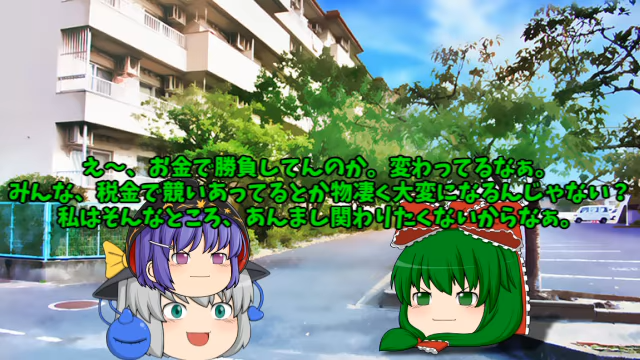 え～、お金で勝負してんのか。変わってるなぁ。
みんな、税金で競いあってるとか物凄く大変になるんじゃない？
私はそんなところ、あんまし関わりたくないからなぁ。